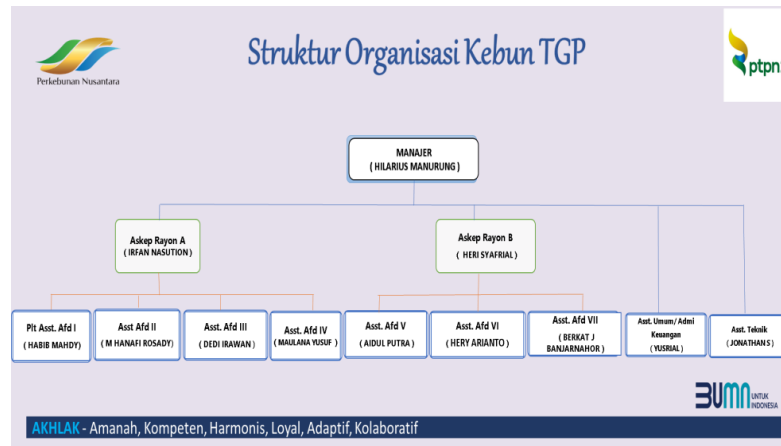 Struktur Organisasi Kebun TGP
Perkebunan Nusantara
ptpn
MANAJER
( HILARIUS MANURUNG )
Askep Rayon A
( IRFAN NASUTION )
Askep Rayon B
( HERI SYAFRIAL )
Plt Asst. Afd I
( HABIB MAHDY )
Asst Afd II
( M HANAFI ROSADY )
Asst. Afd III
( DEDI IRAWAN )
Asst. Afd IV
( MAULANA YUSUF )
Asst. Afd V
( AIDUL PUTRA )
Asst. Afd VI
( HERY ARIANTO )
Asst. Afd VII
( BERKAT J
BANJARNAHOR )
Asst. Umum/ Admi
Keuangan
( YUSRIAL )
Asst. Teknik
( JONATHAN S )
BUMN UNTUK
INDONESIA
AKHLAK - Amanah, Kompeten, Harmonis, Loyal, Adaptif, Kolaboratif